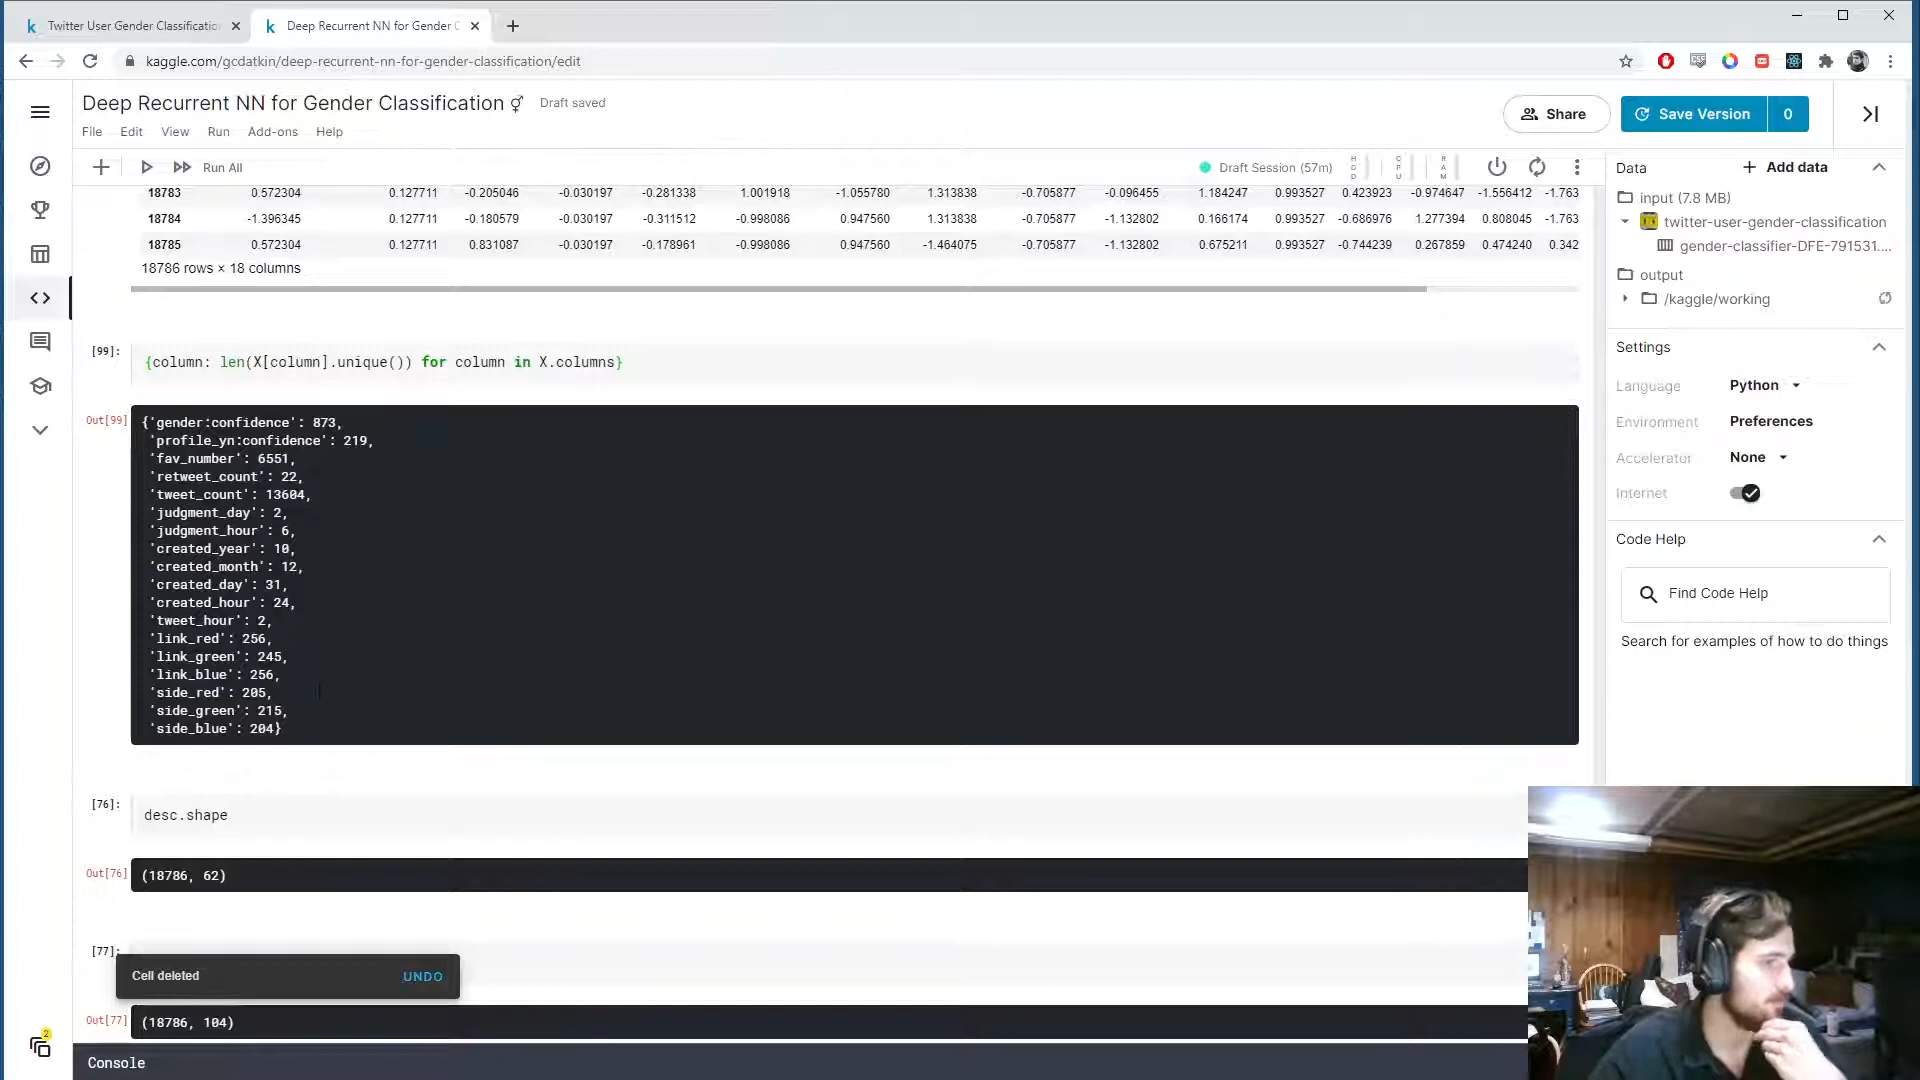 Twitter User Gender Classification
Deep Recurrent NN for Gender C
kaggle.com/gcdatkin/deep-recurrent-nn-for-gender-classification/edit
Deep Recurrent NN for Gender Classification ⚥ Draft saved
File Edit View Run Add-ons Help
Share
Save Version 0
Run All
Draft Session (57m)
HDD CPU RAM
18783 0.572304 0.127711 -0.205046 -0.030197 -0.281338 1.001918 -1.055780 1.313838 -0.705877 -0.096455 1.184247 0.993527 0.423923 -0.974647 -1.556412 -1.763
18784 -1.396345 0.127711 -0.180579 -0.030197 -0.311512 -0.998086 0.947560 1.313838 -0.705877 -1.132802 0.166174 0.993527 -0.686976 1.277394 0.808045 -1.763
18785 0.572304 0.127711 0.831087 -0.030197 -0.178961 -0.998086 0.947560 -1.464075 -0.705877 -1.132802 0.675211 0.993527 -0.744239 0.267859 0.474240 0.342
18786 rows × 18 columns
[99]:
{column: len(X[column].unique()) for column in X.columns}
Out[99]
{'gender:confidence': 873,
'profile_yn:confidence': 219,
'fav_number': 6551,
'retweet_count': 22,
'tweet_count': 13604,
'judgment_day': 2,
'judgment_hour': 6,
'created_year': 10,
'created_month': 12,
'created_day': 31,
'created_hour': 24,
'tweet_hour': 2,
'link_red': 256,
'link_green': 245,
'link_blue': 256,
'side_red': 205,
'side_green': 215,
'side_blue': 204}
[76]:
desc.shape
Out[76]
(18786, 62)
[77]:
Cell deleted UNDO
Out[77]
(18786, 104)
Console
2
Data
Add data
input (7.8 MB)
twitter-user-gender-classification
gender-classifier-DFE-791531....
output
/kaggle/working
Settings
Language Python
Environment Preferences
Accelerator None
Internet
Code Help
Find Code Help
Search for examples of how to do things